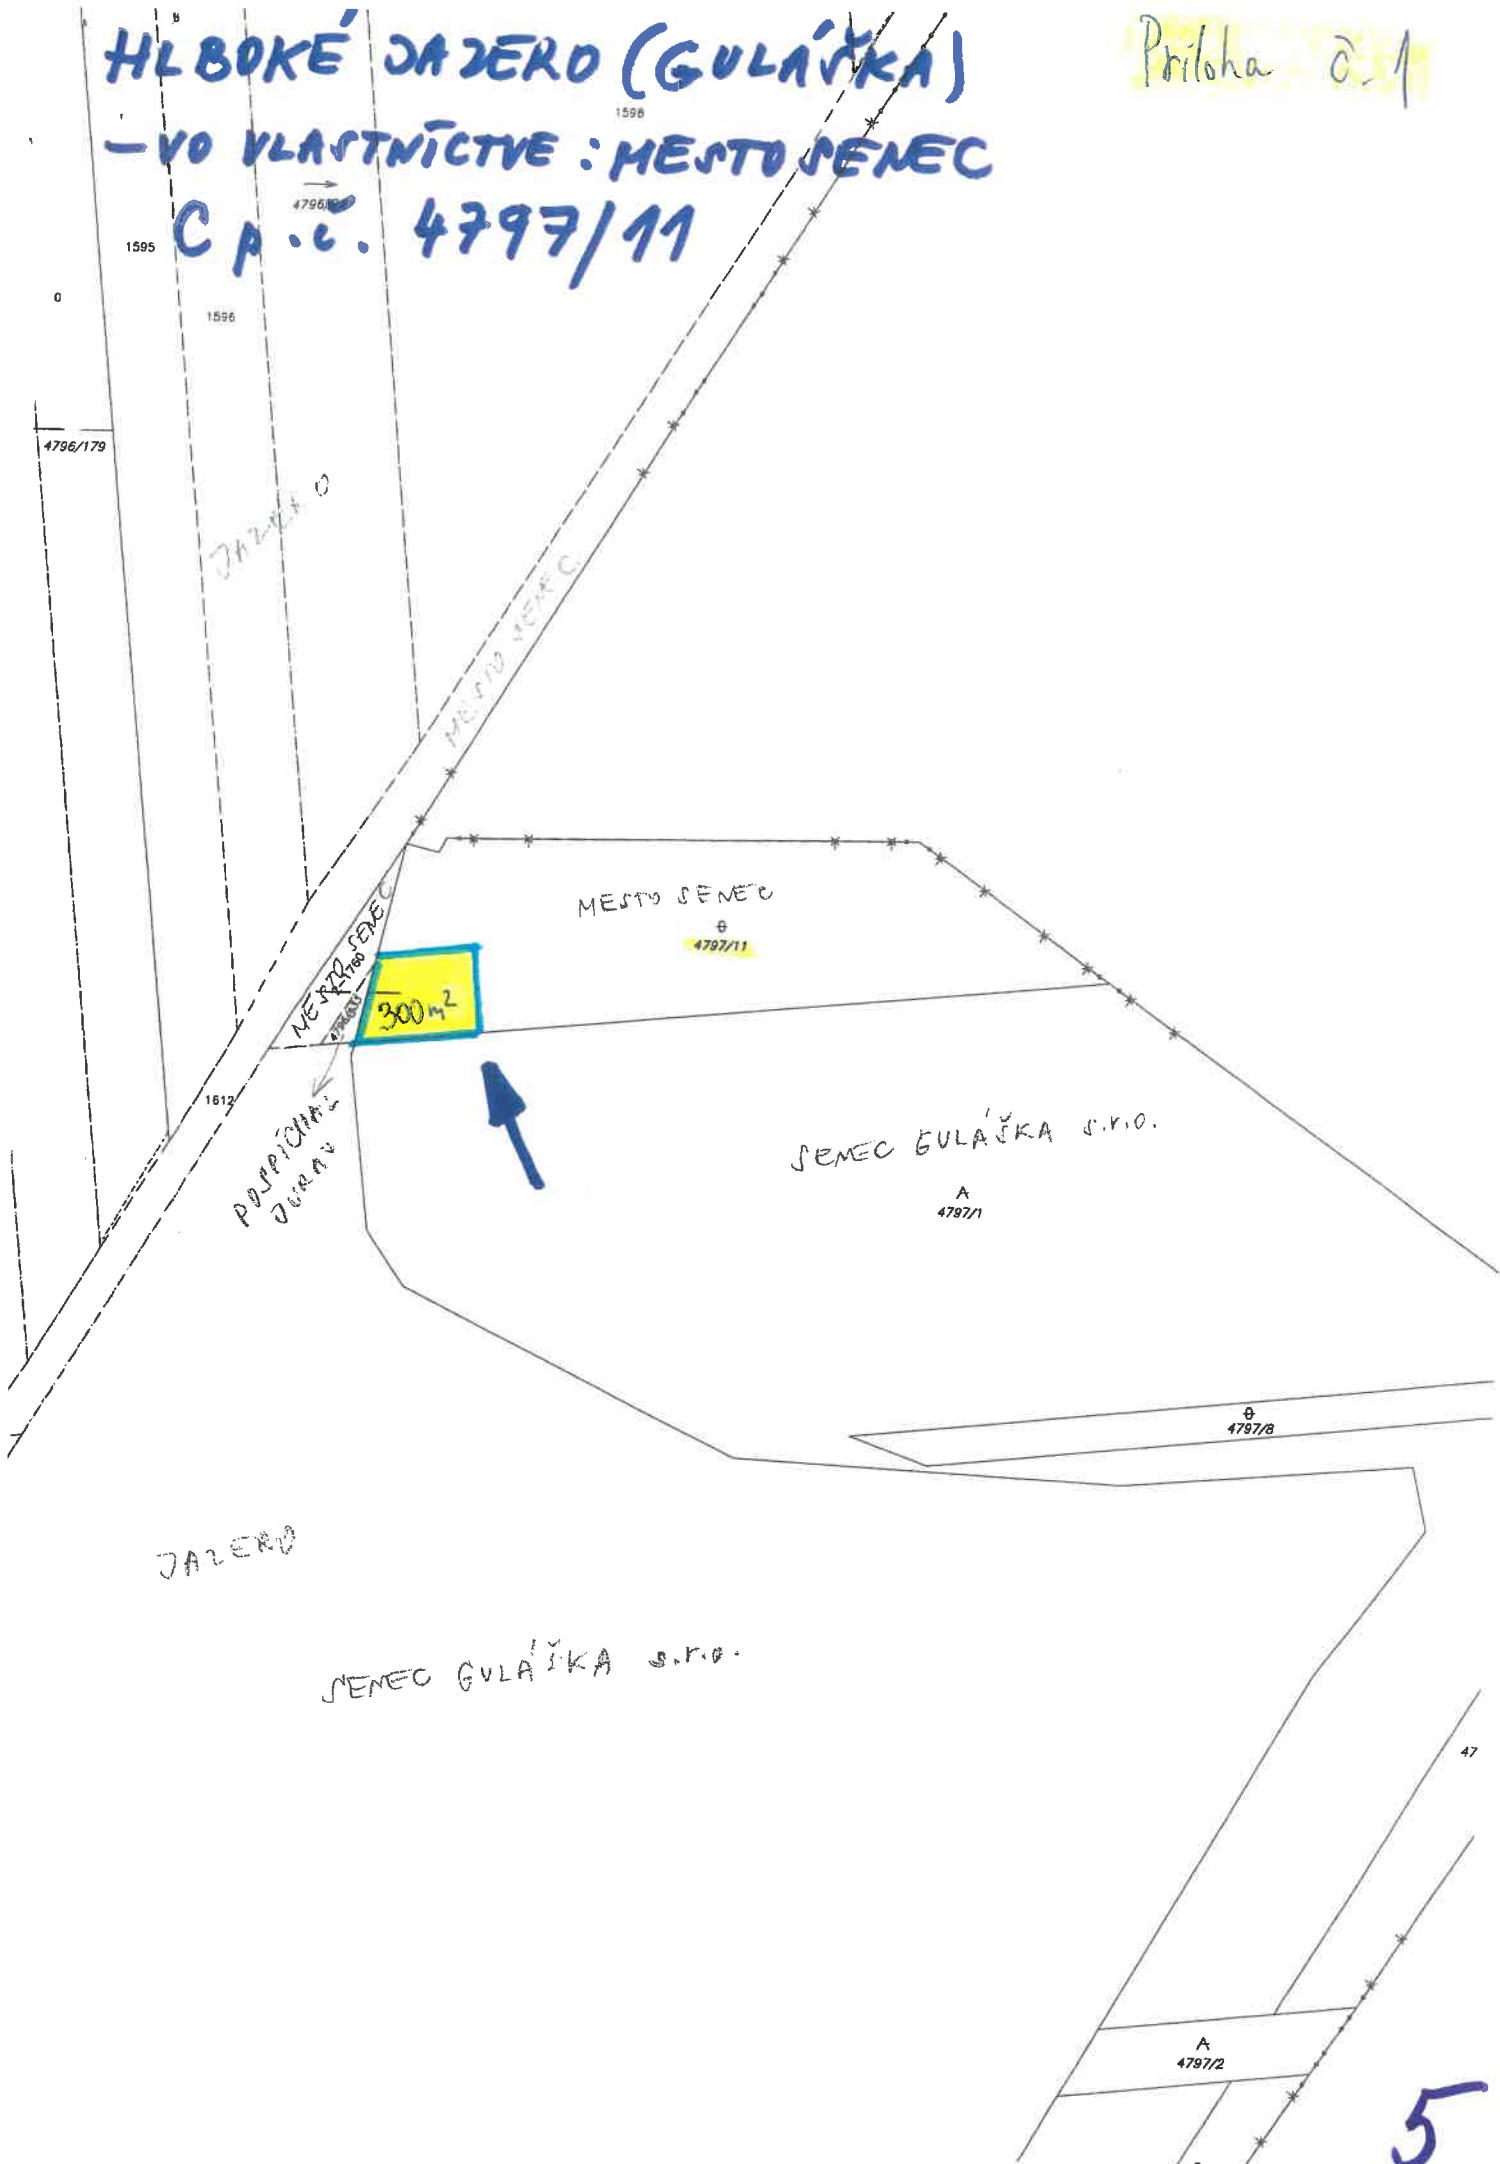 HLBOKÉ JAZERO (GULÁŠKA)
Príloha č.1
1598
- VO VLASTNÍCTVE : MESTO SENEC
C p.č. 4797/11
1595
0
1596
4796/179
JAZERO
MESTO SENEC
MESTO SENEC
4797/11
MESTO SENEC
300 m²
1612
POSPÍCHAL
JURAJ
SENEC GULÁŠKA s.r.o.
A
4797/1
4797/8
JAZERO
SENEC GULÁŠKA s.r.o.
47
A
4797/2
5